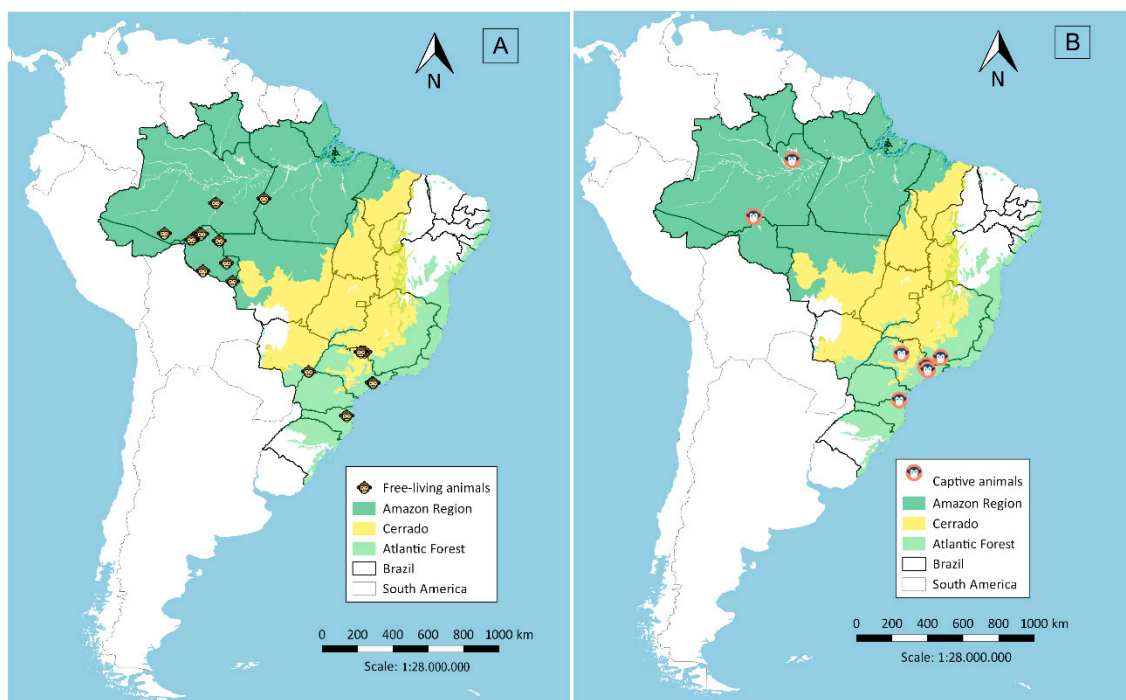 A
N
Free-living animals
Amazon Region
Cerrado
Atlantic Forest
Brazil
South America
0 200 400 600 800 1000 km
Scale: 1:28.000.000
B
N
Captive animals
Amazon Region
Cerrado
Atlantic Forest
Brazil
South America
0 200 400 600 800 1000 km
Scale: 1:28.000.000